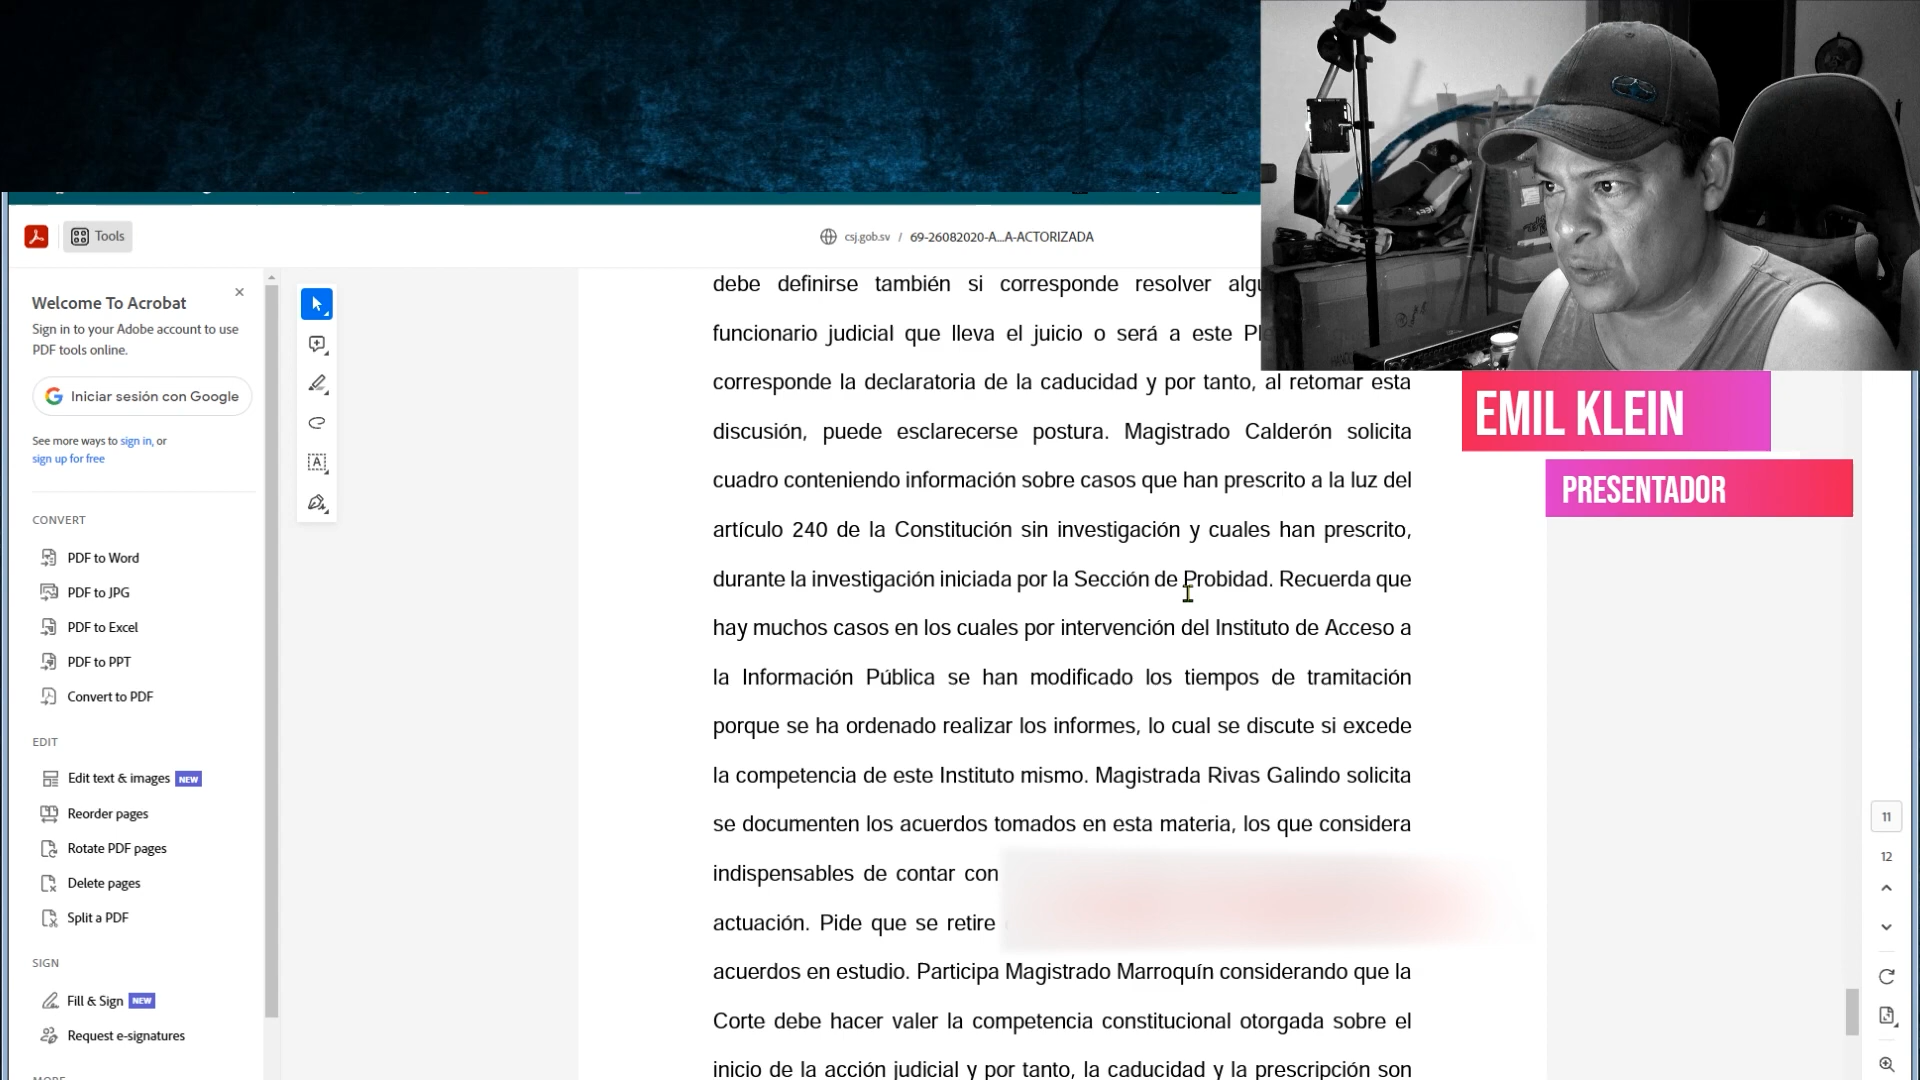 Tools
csj.gob.sv / 69-26082020-A...A-ACTORIZADA
Welcome To Acrobat
Sign in to your Adobe account to use
PDF tools online.
Iniciar sesión con Google
See more ways to sign in, or
sign up for free
CONVERT
PDF to Word
PDF to JPG
PDF to Excel
PDF to PPT
Convert to PDF
EDIT
Edit text & images NEW
Reorder pages
Rotate PDF pages
Delete pages
Split a PDF
SIGN
Fill & Sign NEW
Request e-signatures
debe definirse también si corresponde resolver
funcionario judicial que lleva el juicio o será a este
corresponde la declaratoria de la caducidad y por tanto, al retomar esta
discusión, puede esclarecerse postura. Magistrado Calderón solicita
cuadro conteniendo información sobre casos que han prescrito a la luz del
artículo 240 de la Constitución sin investigación y cuales han prescrito,
durante la investigación iniciada por la Sección de Probidad. Recuerda que
hay muchos casos en los cuales por intervención del Instituto de Acceso a
la Información Pública se han modificado los tiempos de tramitación
porque se ha ordenado realizar los informes, lo cual se discute si excede
la competencia de este Instituto mismo. Magistrada Rivas Galindo solicita
se documenten los acuerdos tomados en esta materia, los que considera
indispensables de contar con
actuación. Pide que se retire
acuerdos en estudio. Participa Magistrado Marroquín considerando que la
Corte debe hacer valer la competencia constitucional otorgada sobre el
inicio de la acción judicial y por tanto, la caducidad y la prescripción son
EMIL KLEIN
PRESENTADOR
11
12